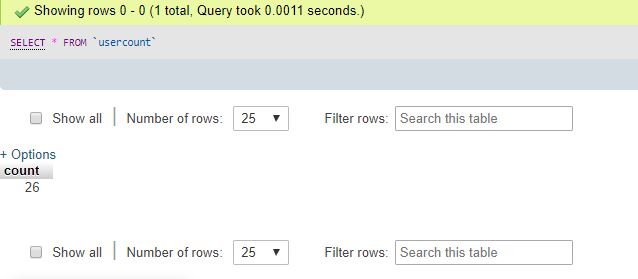 Showing rows 0 - 0 (1 total, Query took 0.0011 seconds.)
SELECT * FROM `usercount`
Show all | Number of rows: 25 ▼ Filter rows: Search this table
+ Options
count
26
Show all | Number of rows: 25 ▼ Filter rows: Search this table